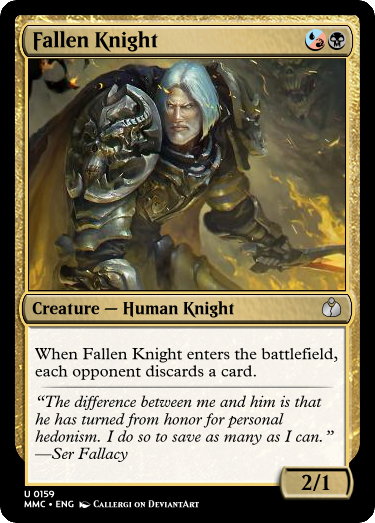 Fallen Knight
Creature — Human Knight
When Fallen Knight enters the battlefield,
each opponent discards a card.
“The difference between me and him is that
he has turned from honor for personal
hedonism. I do so to save as many as I can.”
—Ser Fallacy
2/1
U 0159
MMC • ENG CALLERGI ON DEVIANTART